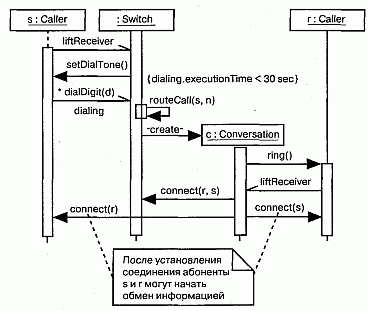 s : Caller
: Switch
r : Caller
liftReceiver
setDialTone()
{dialing.executionTime < 30 sec}
* dialDigit(d)
routeCall(s, n)
dialing
-create-
c : Conversation
ring()
liftReceiver
connect(r, s)
connect(r)
connect(s)
После установления
соединения абоненты
s и r могут начать
обмен информацией